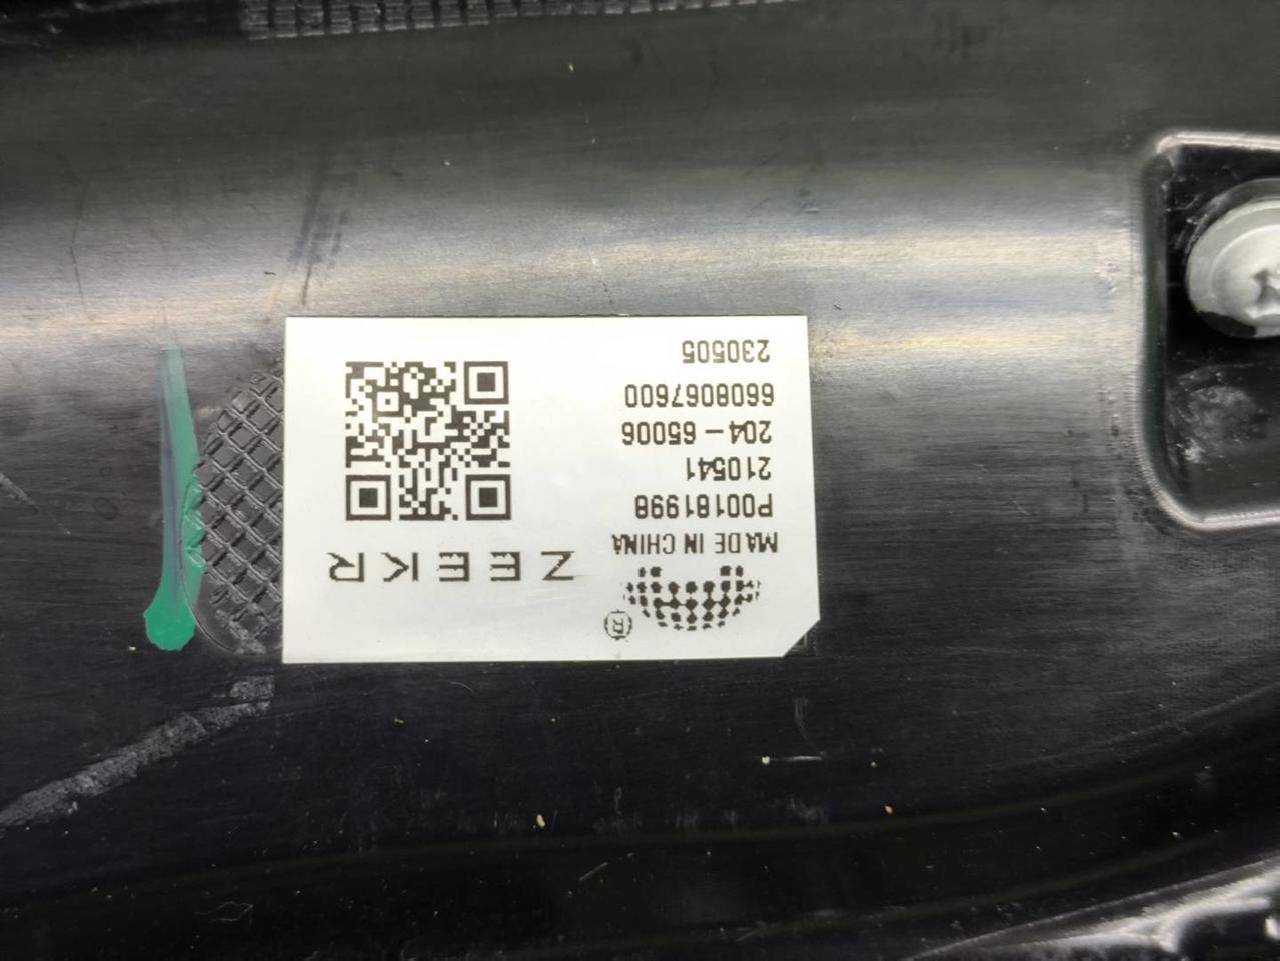 ®
MADE IN CHINA
ZEEKR
P00181998
210541
204-65006
6608067600
230505